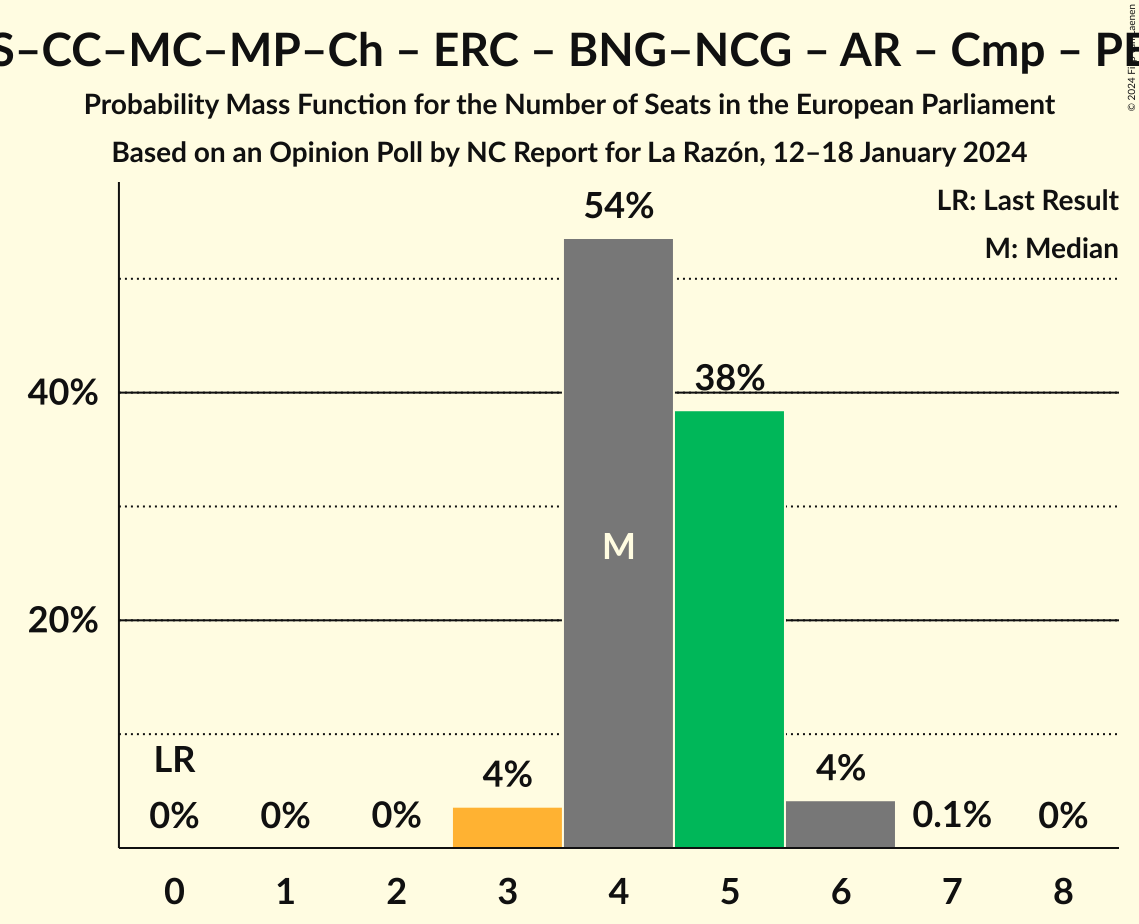 S–CC–MC–MP–Ch – ERC – BNG–NCG – AR – Cmp –
Probability Mass Function for the Number of Seats in the European Parliament
Based on an Opinion Poll by NC Report for La Razón, 12–18 January 2024
© 2024
LR: Last Result
M: Median
54%
38%
40%
M
20%
LR
4%
4%
0% 0% 0% 0.1% 0%
0 1 2 3 4 5 6 7 8